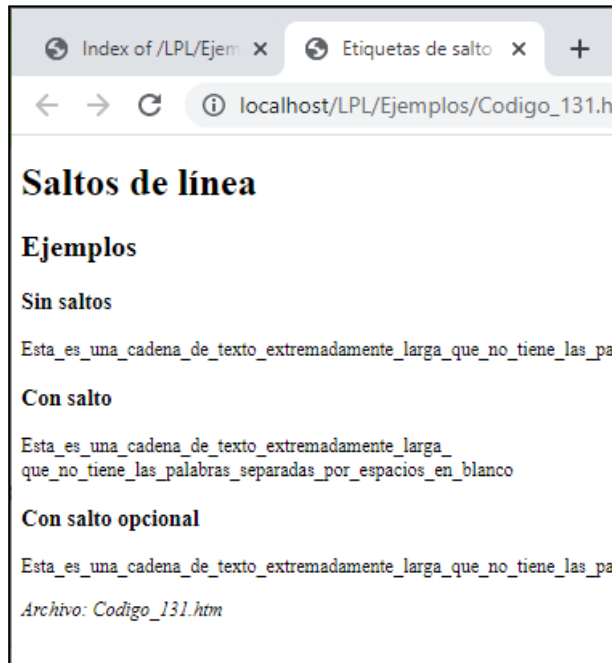 Index of /LPL/Ejem
Etiquetas de salto
localhost/LPL/Ejemplos/Codigo_131.h
Saltos de línea
Ejemplos
Sin saltos
Esta_es_una_cadena_de_texto_extremadamente_larga_que_no_tiene_las_pa
Con salto
Esta_es_una_cadena_de_texto_extremadamente_larga_
que_no_tiene_las_palabras_separadas_por_espacios_en_blanco
Con salto opcional
Esta_es_una_cadena_de_texto_extremadamente_larga_que_no_tiene_las_pa
Archivo: Codigo_131.htm